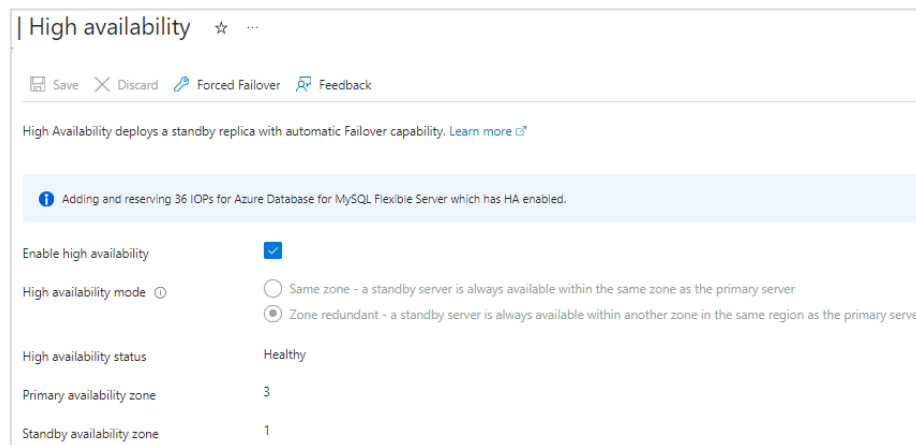 | High availability ☆ ...
Save Discard Forced Failover Feedback
High Availability deploys a standby replica with automatic Failover capability. Learn more
Adding and reserving 36 IOPs for Azure Database for MySQL Flexible Server which has HA enabled.
Enable high availability
High availability mode
Same zone - a standby server is always available within the same zone as the primary server
Zone redundant - a standby server is always available within another zone in the same region as the primary serve
High availability status Healthy
Primary availability zone 3
Standby availability zone 1